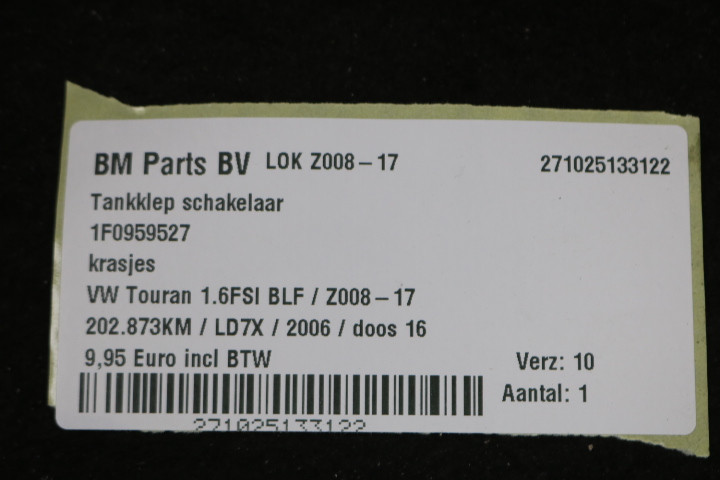 BM Parts BV LOK Z008-17 271025133122
Tankklep schakelaar
1F0959527
krasjes
VW Touran 1.6FSI BLF / Z008-17
202.873KM / LD7X / 2006 / doos 16
9,95 Euro incl BTW Verz: 10
Aantal: 1
271025133122